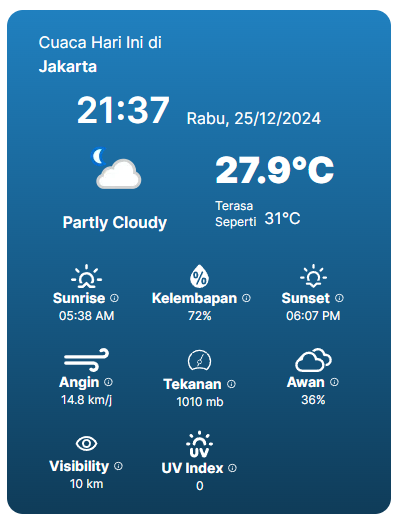 Cuaca Hari Ini di
Jakarta
21:37 Rabu, 25/12/2024
27.9°C
Partly Cloudy
Terasa
Seperti 31°C
Sunrise Kelembapan Sunset
05:38 AM 72% 06:07 PM
Angin Tekanan Awan
14.8 km/j 1010 mb 36%
UV
Visibility UV Index
10 km 0